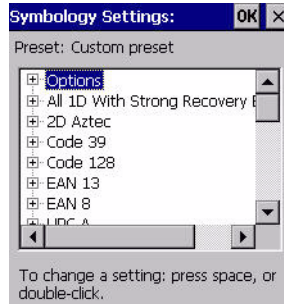 Symbology Settings: OK ×
Preset: Custom preset
Options
All 1D With Strong Recovery
2D Aztec
Code 39
Code 128
EAN 13
EAN 8
UPC A
To change a setting: press space, or
double-click.